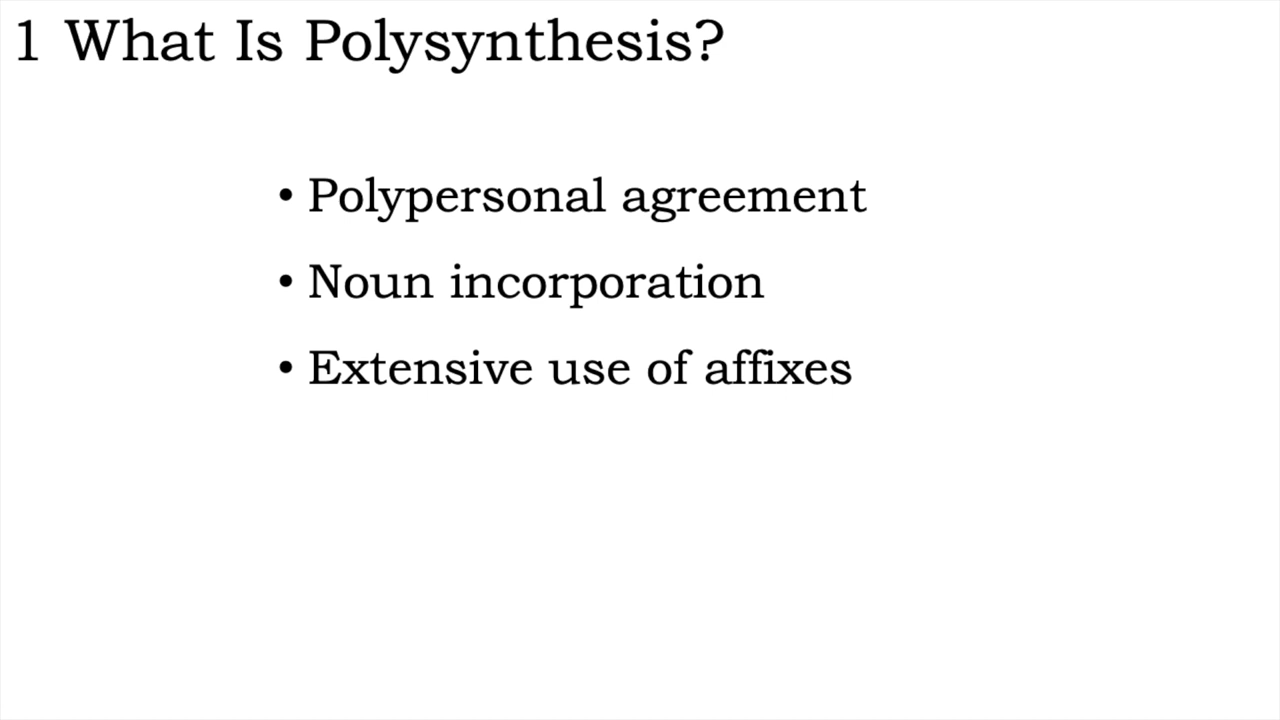 1 What Is Polysynthesis?
• Polypersonal agreement
• Noun incorporation
• Extensive use of affixes